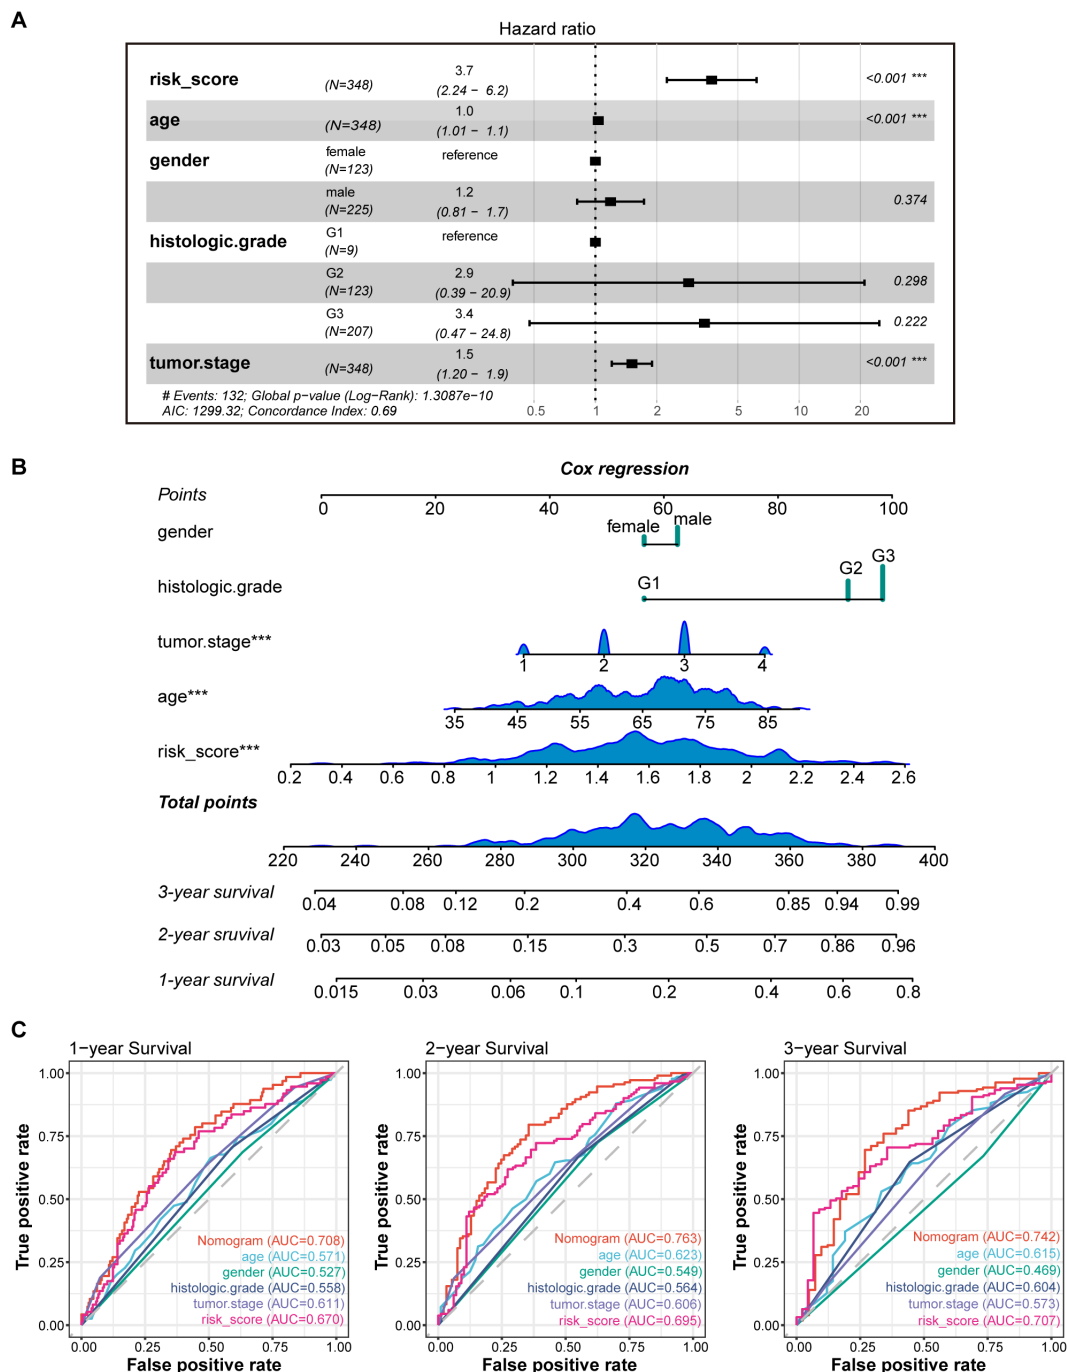 A
Hazard ratio
risk_score (N=348) 3.7 (2.24 − 6.2) <0.001 ***
age (N=348) 1.0 (1.01 − 1.1) <0.001 ***
gender female (N=123) reference
male (N=225) 1.2 (0.81 − 1.7) 0.374
histologic.grade G1 (N=9) reference
G2 (N=123) 2.9 (0.39 − 20.9) 0.298
G3 (N=207) 3.4 (0.47 − 24.8) 0.222
tumor.stage (N=348) 1.5 (1.20 − 1.9) <0.001 ***
# Events: 132; Global p−value (Log−Rank): 1.3087e−10
AIC: 1299.32; Concordance Index: 0.69
0.5 1 2 5 10 20
B
Cox regression
Points
0 20 40 60 80 100
gender
female male
histologic.grade
G1 G2 G3
tumor.stage***
1 2 3 4
age***
35 45 55 65 75 85
risk_score***
0.2 0.4 0.6 0.8 1 1.2 1.4 1.6 1.8 2 2.2 2.4 2.6
Total points
220 240 260 280 300 320 340 360 380 400
3-year survival
0.04 0.08 0.12 0.2 0.4 0.6 0.85 0.94 0.99
2-year sruvival
0.03 0.05 0.08 0.15 0.3 0.5 0.7 0.86 0.96
1-year survival
0.015 0.03 0.06 0.1 0.2 0.4 0.6 0.8
C
1−year Survival
True positive rate
1.00
0.75
0.50
0.25
0.00
Nomogram (AUC=0.708)
age (AUC=0.571)
gender (AUC=0.527)
histologic.grade (AUC=0.558)
tumor.stage (AUC=0.611)
risk_score (AUC=0.670)
0.00 0.25 0.50 0.75 1.00
False positive rate
2−year Survival
True positive rate
1.00
0.75
0.50
0.25
0.00
Nomogram (AUC=0.763)
age (AUC=0.623)
gender (AUC=0.549)
histologic.grade (AUC=0.564)
tumor.stage (AUC=0.606)
risk_score (AUC=0.695)
0.00 0.25 0.50 0.75 1.00
False positive rate
3−year Survival
True positive rate
1.00
0.75
0.50
0.25
0.00
Nomogram (AUC=0.742)
age (AUC=0.615)
gender (AUC=0.469)
histologic.grade (AUC=0.604)
tumor.stage (AUC=0.573)
risk_score (AUC=0.707)
0.00 0.25 0.50 0.75 1.00
False positive rate